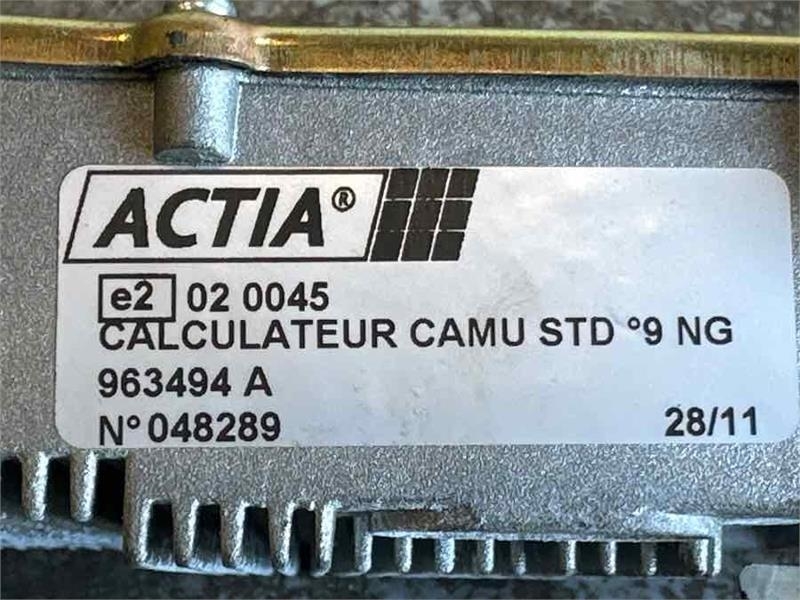 ACTIA®
e2 02 0045
CALCULATEUR CAMU STD °9 NG
963494 A
N° 048289 28/11